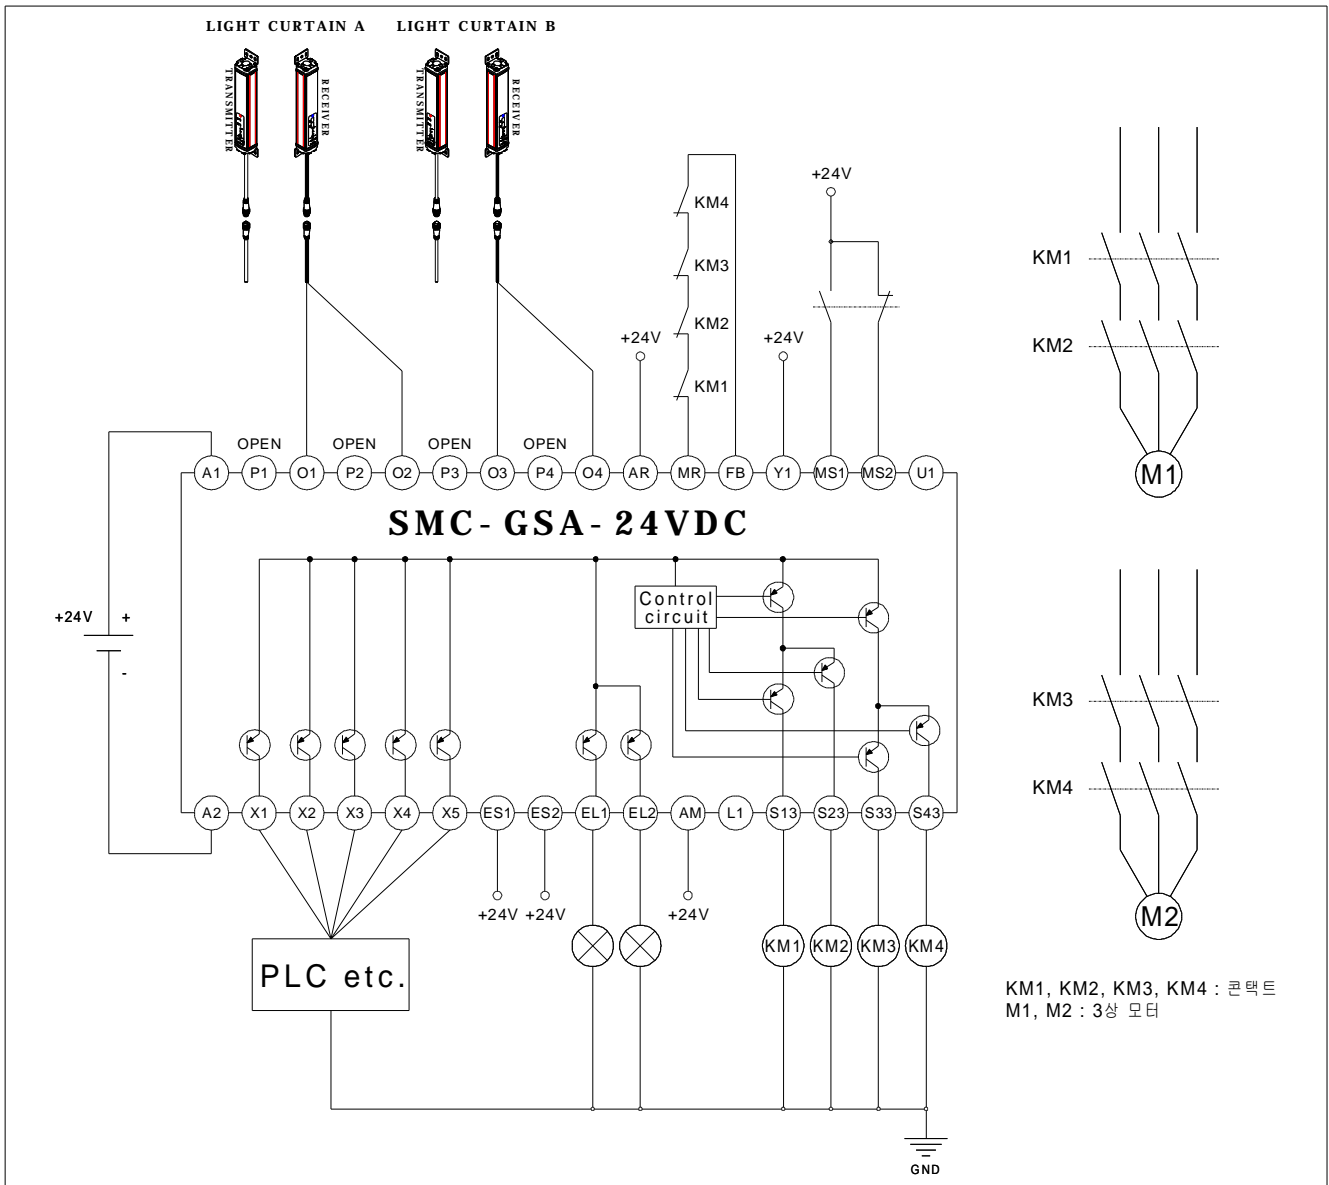 LIGHT CURTAIN A
LIGHT CURTAIN B
TRANSMITTER
RECEIVER
TRANSMITTER
RECEIVER
KM4
KM3
KM2
KM1
+24V
+24V
+24V
OPEN
OPEN
OPEN
OPEN
A1 P1 O1 P2 O2 P3 O3 P4 O4 AR MR FB Y1 MS1 MS2 U1
SMC-GSA-24VDC
Control
circuit
+24V
+
-
A2 X1 X2 X3 X4 X5 ES1 ES2 EL1 EL2 AM L1 S13 S23 S33 S43
+24V
+24V
+24V
PLC etc.
KM1
KM2
KM3
KM4
GND
KM1
KM2
M1
KM3
KM4
M2
KM1, KM2, KM3, KM4 : 콘택트
M1, M2 : 3상 모터